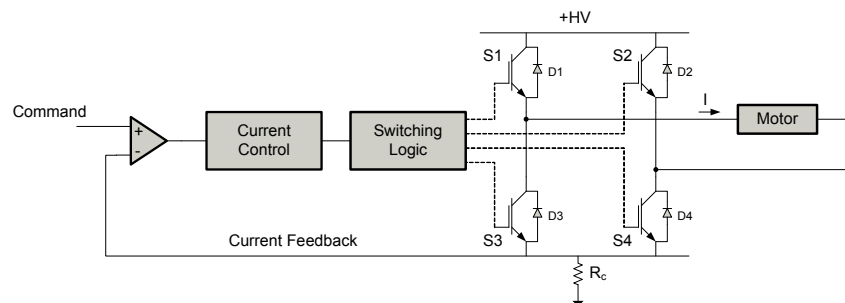 +HV
S1
D1
S2
D2
Command
+
-
Current
Control
Switching
Logic
I
Motor
S3
D3
S4
D4
Current Feedback
Rc